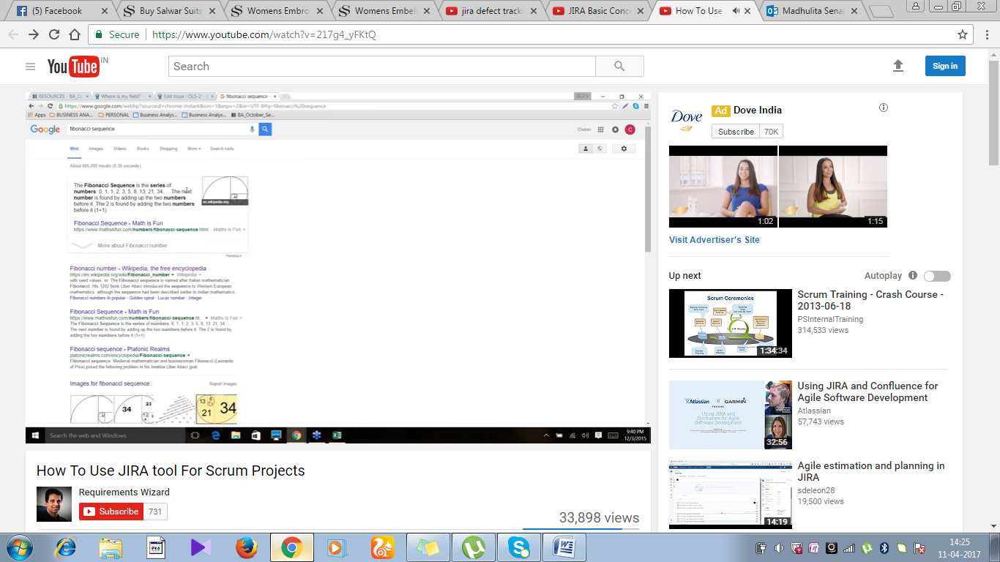 (5) Facebook
Buy Salwar Suits
Womens Embro
Womens Embell
jira defect tracki
JIRA Basic Conce
How To Use
Madhulita Sena
Secure
https://www.youtube.com/watch?v=217g4_yFKtQ
YouTube IN
Search
Sign in
RESOURCES - BA_O
Where is my field?
Edit Issue : OLS-2 -
fibonacci sequence -
https://www.google.com/webhp?sourceid=chrome-instant&ion=1&espv=2&ie=UTF-8#q=fibonacci%20sequence
Apps
BUSINESS ANA...
PERSONAL
Business Analys...
Business Analys...
BA_October_Se...
Google
fibonacci sequence
Chetan
C
Web
Images
Videos
Books
Shopping
More
Search tools
About 605,000 results (0.35 seconds)
The Fibonacci Sequence is the series of
numbers: 0, 1, 1, 2, 3, 5, 8, 13, 21, 34, ... The next
number is found by adding up the two numbers
before it. The 2 is found by adding the two numbers
before it (1+1)
en.wikipedia.org
Fibonacci Sequence - Math is Fun
https://www.mathsisfun.com/numbers/fibonacci-sequence.html
Maths Is Fun
More about Fibonacci number
Feedback
Fibonacci number - Wikipedia, the free encyclopedia
https://en.wikipedia.org/wiki/Fibonacci_number
Wikipedia
with seed values. or. The Fibonacci sequence is named after Italian mathematician
Fibonacci. His 1202 book Liber Abaci introduced the sequence to Western European
mathematics, although the sequence had been described earlier in Indian mathematics.
Fibonacci numbers in popular - Golden spiral - Lucas number - Integer
Fibonacci Sequence - Math is Fun
https://www.mathsisfun.com/numbers/fibonacci-sequence.ht...
Maths Is Fun
The Fibonacci Sequence is the series of numbers: 0, 1, 1, 2, 3, 5, 8, 13, 21, 34, ...
The next number is found by adding up the two numbers before it. The 2 is found by
adding the two numbers before it (1+1)
Fibonacci sequence - Platonic Realms
platonicrealms.com/encyclopedia/Fibonacci-sequence
Fibonacci sequence. Medieval mathematician and businessman Fibonacci (Leonardo
of Pisa) posed the following problem in his treatise Liber Abaci (pub.
Images for fibonacci sequence
Report images
34
21
13
8
21
34
Search the web and Windows
9:40 PM
12/3/2015
How To Use JIRA tool For Scrum Projects
Requirements Wizard
Subscribe
731
33,898 views
Dove
Ad
Dove India
Subscribe
70K
1:02
1:15
Visit Advertiser's Site
Up next
Autoplay
Scrum Ceremonies
1:34:34
Scrum Training - Crash Course -
2013-06-18
PSInternalTraining
314,533 views
Atlassian
&
GARMIN
PRESENT
Using JIRA and
Confluence for Agile
Software Development
32:56
Using JIRA and Confluence for
Agile Software Development
Atlassian
57,743 views
14:19
Agile estimation and planning in
JIRA
sdeleon28
19,500 views
14:25
11-04-2017